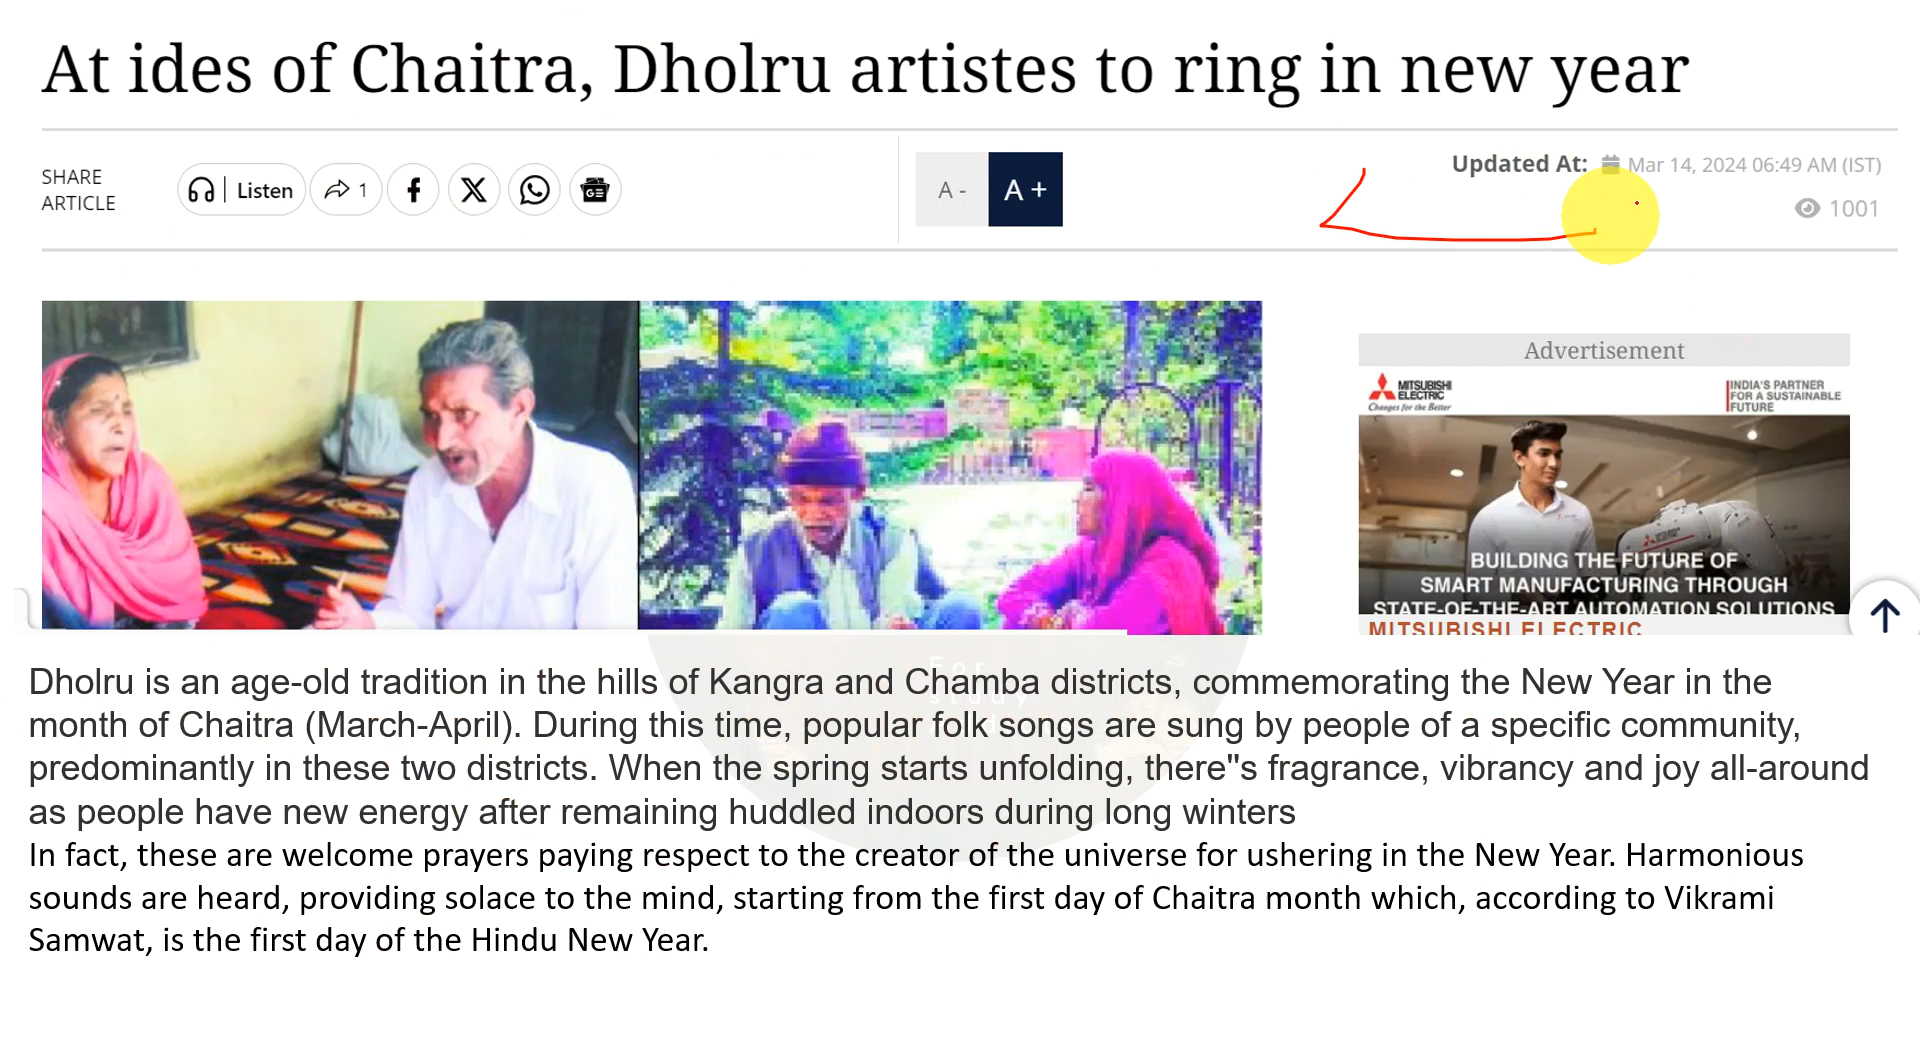 At ides of Chaitra, Dholru artistes to ring in new year
SHARE
ARTICLE
Listen
1
A -
A +
Updated At: Mar 14, 2024 06:49 AM (IST)
1001
Advertisement
MITSUBISHI
ELECTRIC
Changes for the Better
INDIA'S PARTNER
FOR A SUSTAINABLE
FUTURE
BUILDING THE FUTURE OF
SMART MANUFACTURING THROUGH
STATE-OF-THE-ART AUTOMATION SOLUTIONS
MITSUBISHI ELECTRIC
Dholru is an age-old tradition in the hills of Kangra and Chamba districts, commemorating the New Year in the
month of Chaitra (March-April). During this time, popular folk songs are sung by people of a specific community,
predominantly in these two districts. When the spring starts unfolding, there"s fragrance, vibrancy and joy all-around
as people have new energy after remaining huddled indoors during long winters
In fact, these are welcome prayers paying respect to the creator of the universe for ushering in the New Year. Harmonious
sounds are heard, providing solace to the mind, starting from the first day of Chaitra month which, according to Vikrami
Samwat, is the first day of the Hindu New Year.